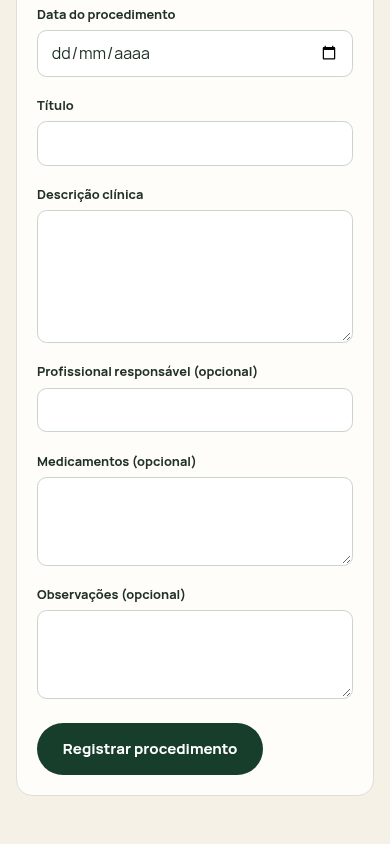 Data do procedimento
dd/mm/aaaa
Título
Descrição clínica
Profissional responsável (opcional)
Medicamentos (opcional)
Observações (opcional)
Registrar procedimento